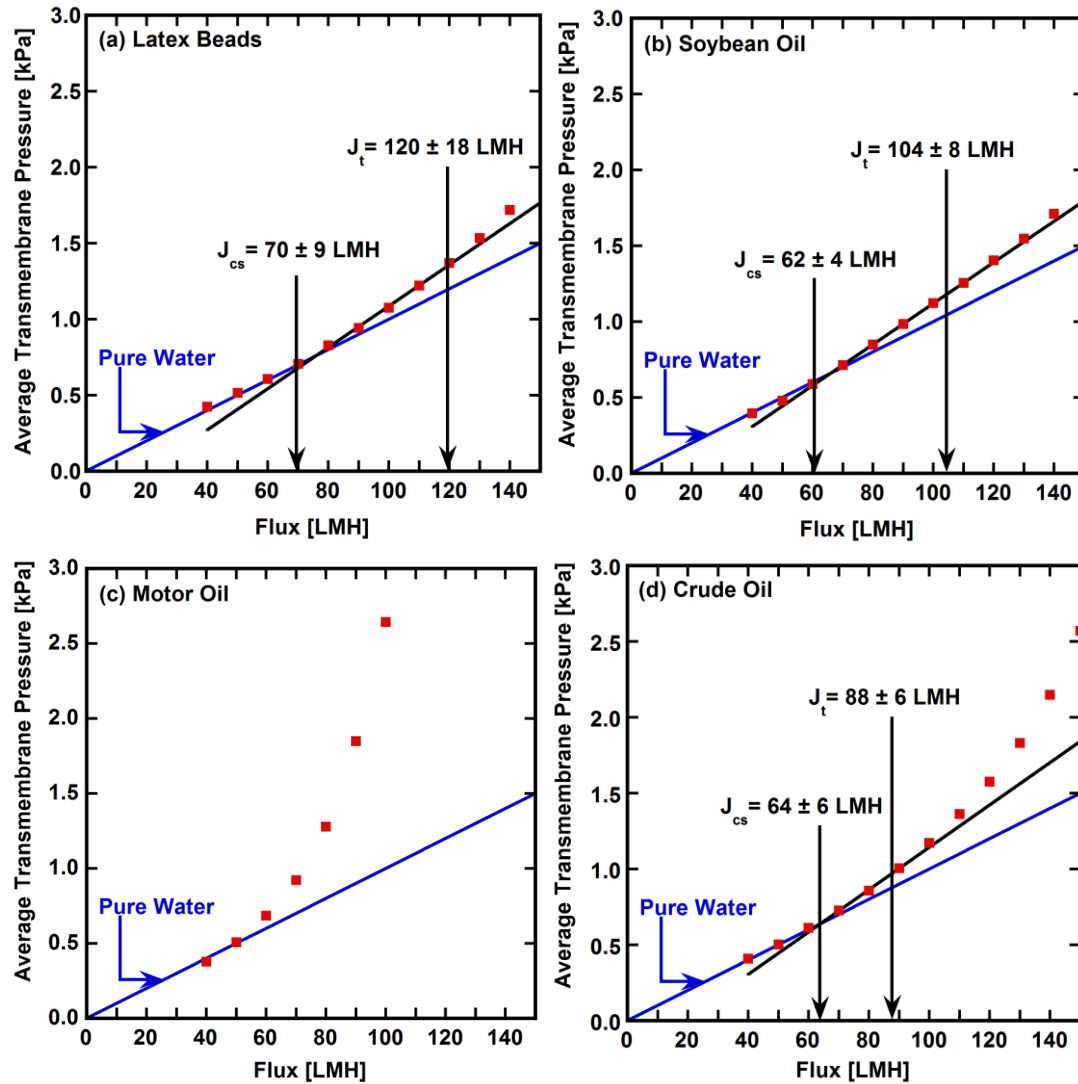 (a) Latex Beads
Average Transmembrane Pressure [kPa]
3.0
2.5
2.0
1.5
1.0
0.5
0.0
J_t = 120 ± 18 LMH
J_cs = 70 ± 9 LMH
Pure Water
0 20 40 60 80 100 120 140
Flux [LMH]
(b) Soybean Oil
Average Transmembrane Pressure [kPa]
3.0
2.5
2.0
1.5
1.0
0.5
0.0
J_t = 104 ± 8 LMH
J_cs = 62 ± 4 LMH
Pure Water
0 20 40 60 80 100 120 140
Flux [LMH]
(c) Motor Oil
Average Transmembrane Pressure [kPa]
3.0
2.5
2.0
1.5
1.0
0.5
0.0
Pure Water
0 20 40 60 80 100 120 140
Flux [LMH]
(d) Crude Oil
Average Transmembrane Pressure [kPa]
3.0
2.5
2.0
1.5
1.0
0.5
0.0
J_t = 88 ± 6 LMH
J_cs = 64 ± 6 LMH
Pure Water
0 20 40 60 80 100 120 140
Flux [LMH]